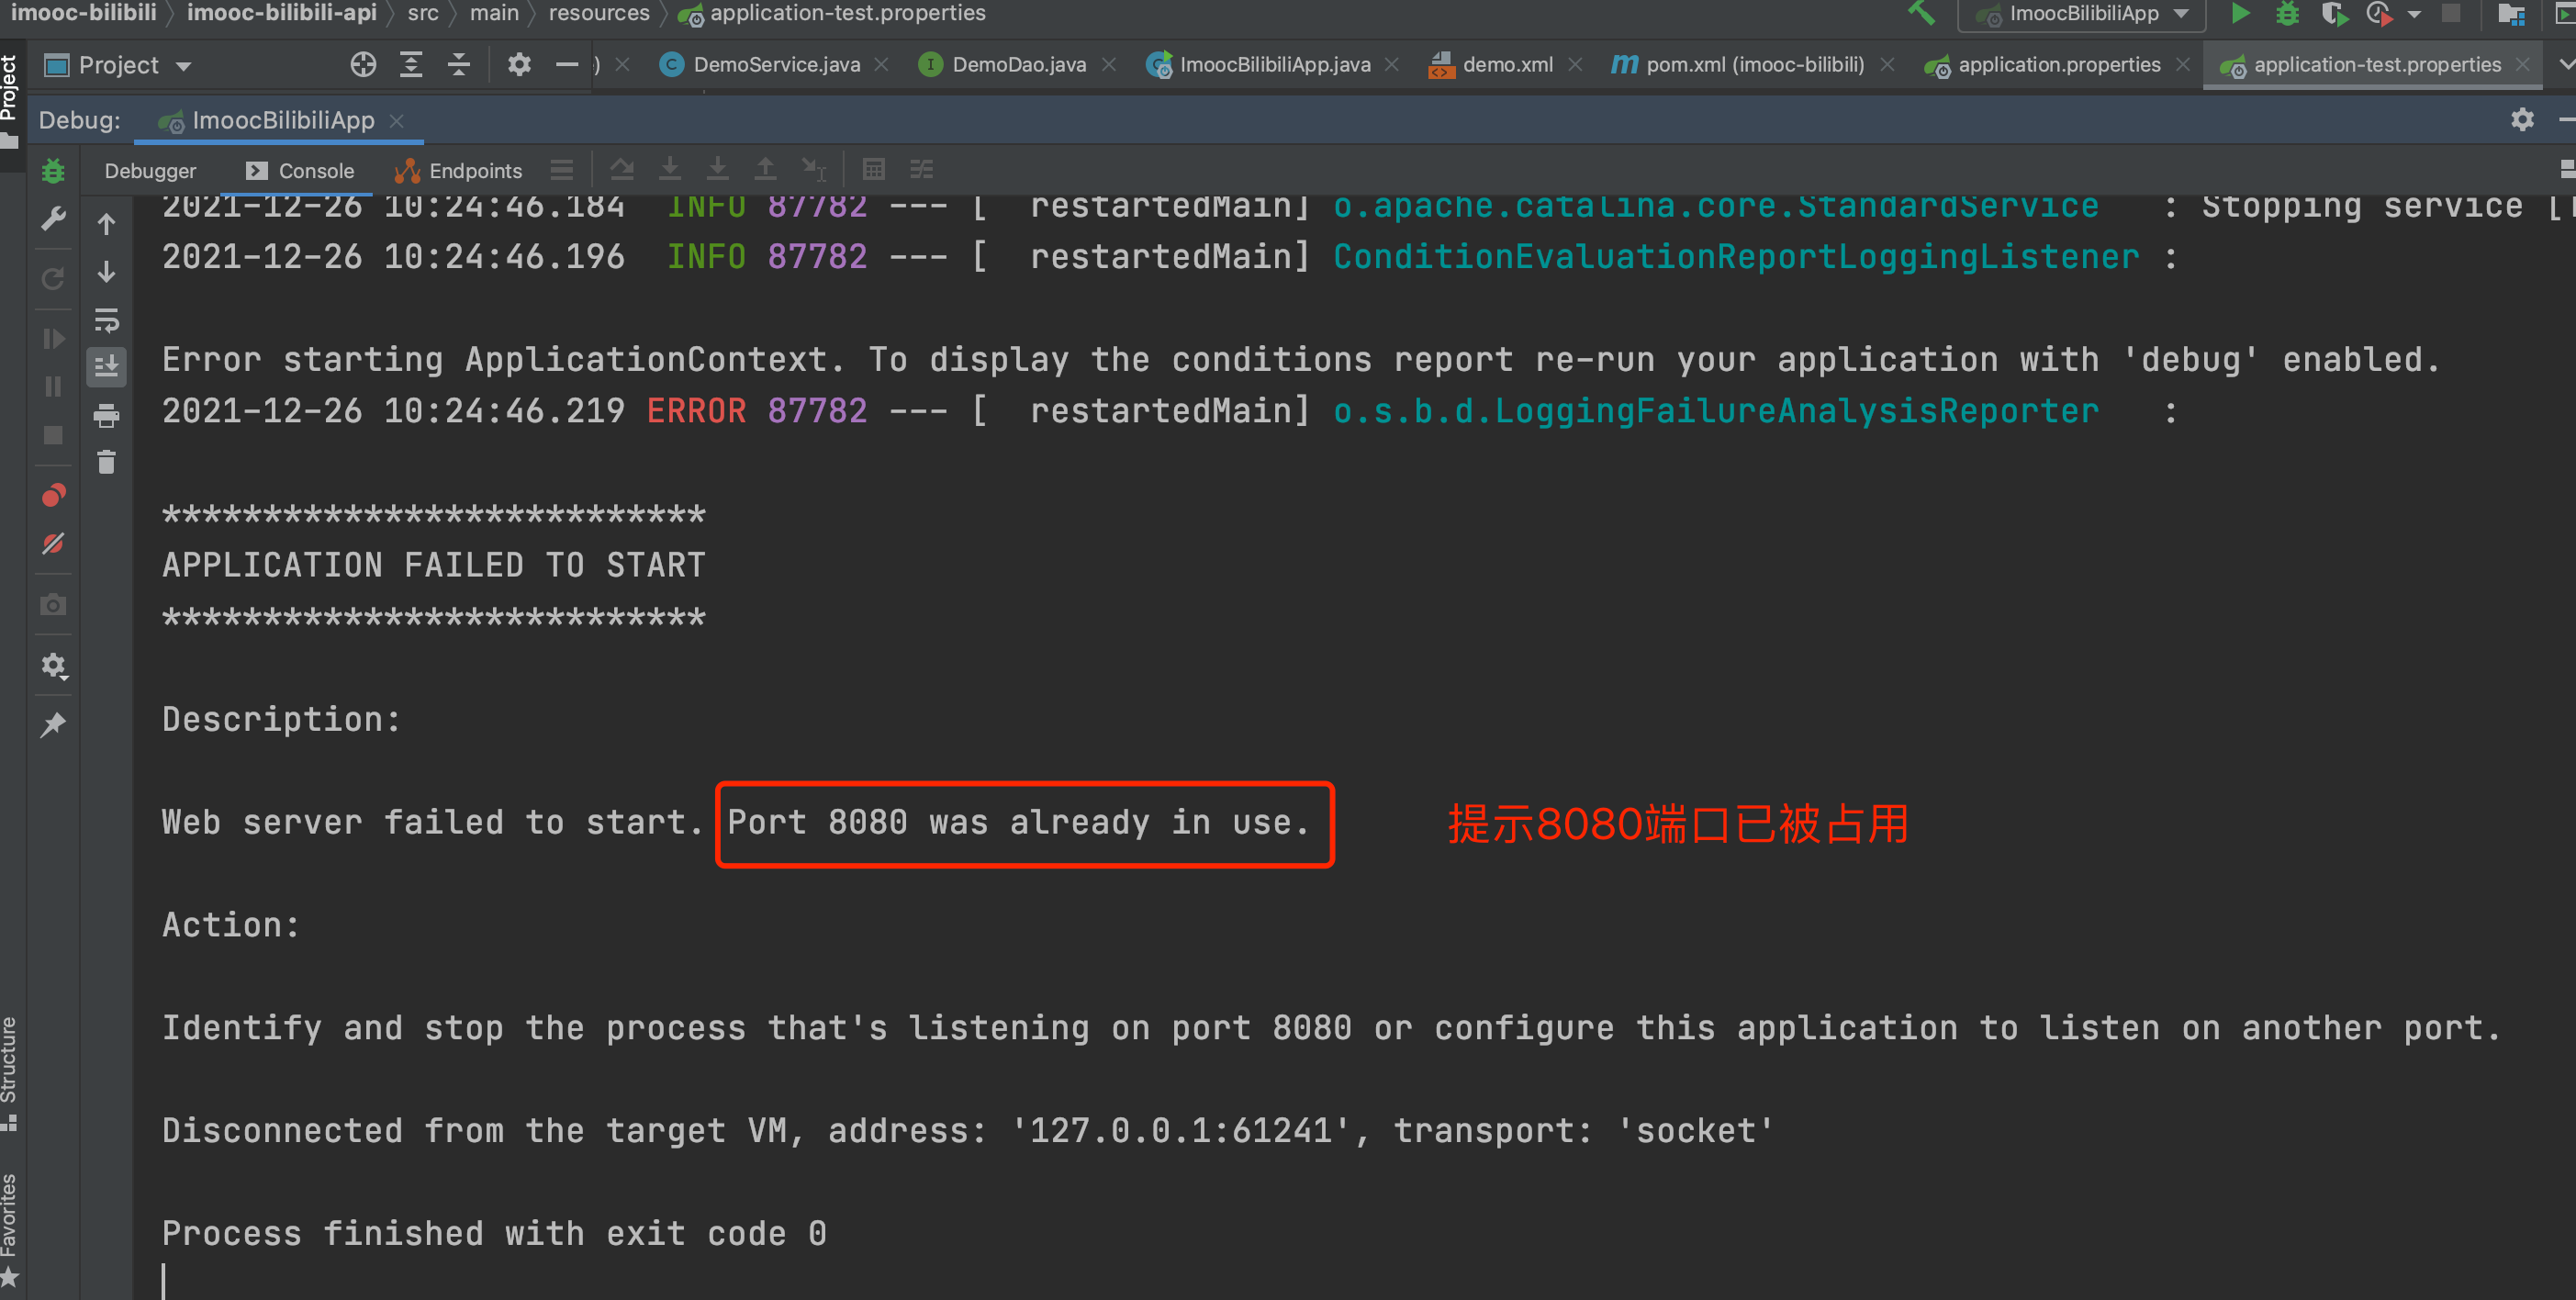 imooc-bilibili imooc-bilibili-api src main resources application-test.properties ImoocBilibiliApp
Project ) DemoService.java DemoDao.java ImoocBilibiliApp.java demo.xml pom.xml (imooc-bilibili) application.properties application-test.properties
Project
Debug: ImoocBilibiliApp
Debugger Console Endpoints
2021-12-26 10:24:46.184 INFO 87782 --- [ restartedMain] o.apache.catalina.core.StandardService : Stopping service [
2021-12-26 10:24:46.196 INFO 87782 --- [ restartedMain] ConditionEvaluationReportLoggingListener :
Error starting ApplicationContext. To display the conditions report re-run your application with 'debug' enabled.
2021-12-26 10:24:46.219 ERROR 87782 --- [ restartedMain] o.s.b.d.LoggingFailureAnalysisReporter :
***************************
APPLICATION FAILED TO START
***************************
Description:
Web server failed to start. Port 8080 was already in use.
提示8080端口已被占用
Action:
Identify and stop the process that's listening on port 8080 or configure this application to listen on another port.
Disconnected from the target VM, address: '127.0.0.1:61241', transport: 'socket'
Process finished with exit code 0
Structure
Favorites